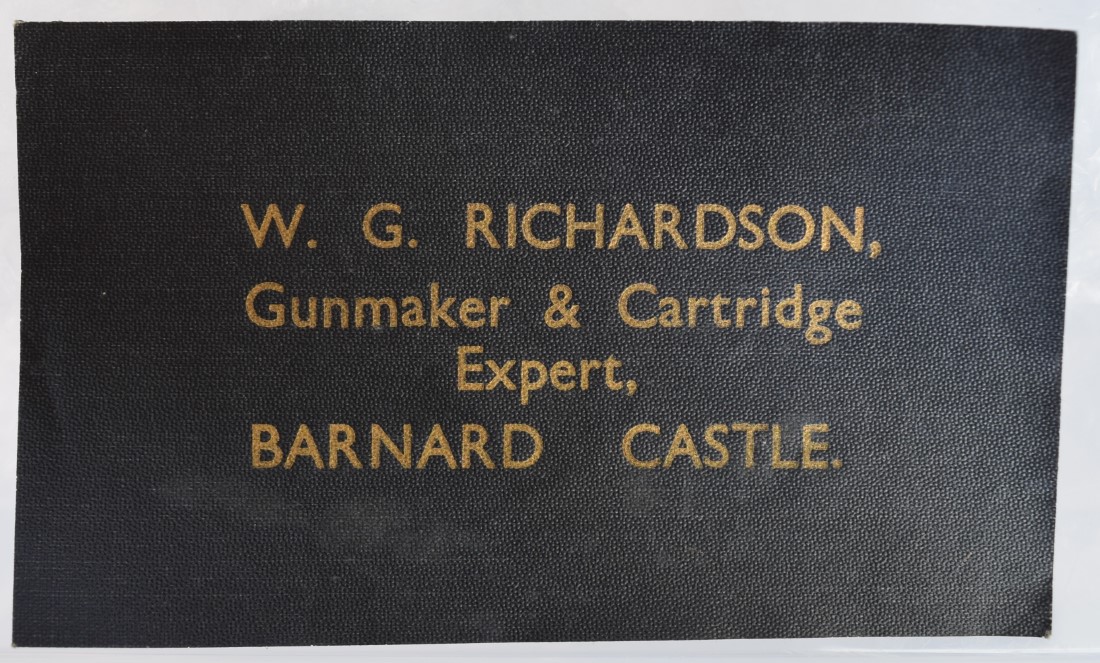 W. G. RICHARDSON,
Gunmaker & Cartridge
Expert,
BARNARD CASTLE.